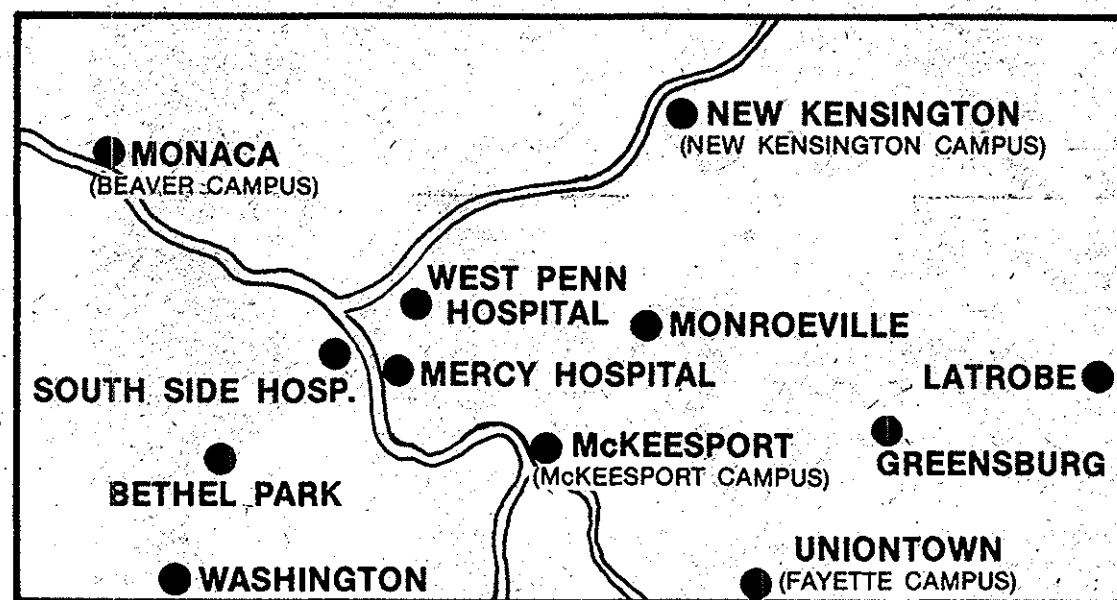 NEW KENSINGTON
(NEW KENSINGTON CAMPUS)
MONACA
(BEAVER CAMPUS)
WEST PENN
HOSPITAL
MONROEVILLE
SOUTH SIDE HOSP.
MERCY HOSPITAL
LATROBE
McKEESPORT
(McKEESPORT CAMPUS)
GREENSBURG
BETHEL PARK
UNIONTOWN
(FAYETTE CAMPUS)
WASHINGTON